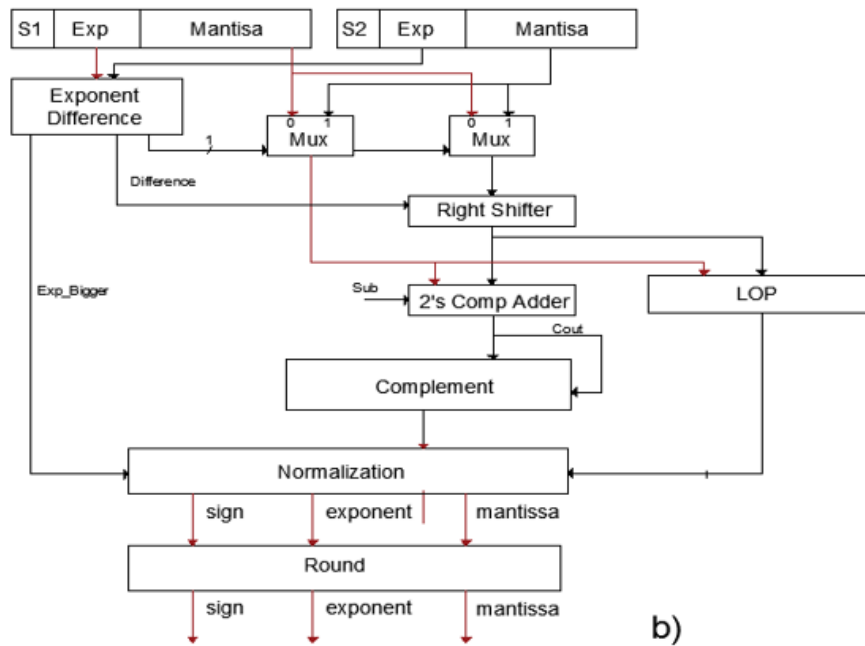 S1 Exp Mantisa S2 Exp Mantisa
Exponent
Difference
0 1
Mux
0 1
Mux
1
Difference
Right Shifter
Exp_Bigger
Sub
2's Comp Adder
LOP
Cout
Complement
Normalization
sign exponent mantissa
Round
sign exponent mantissa
b)